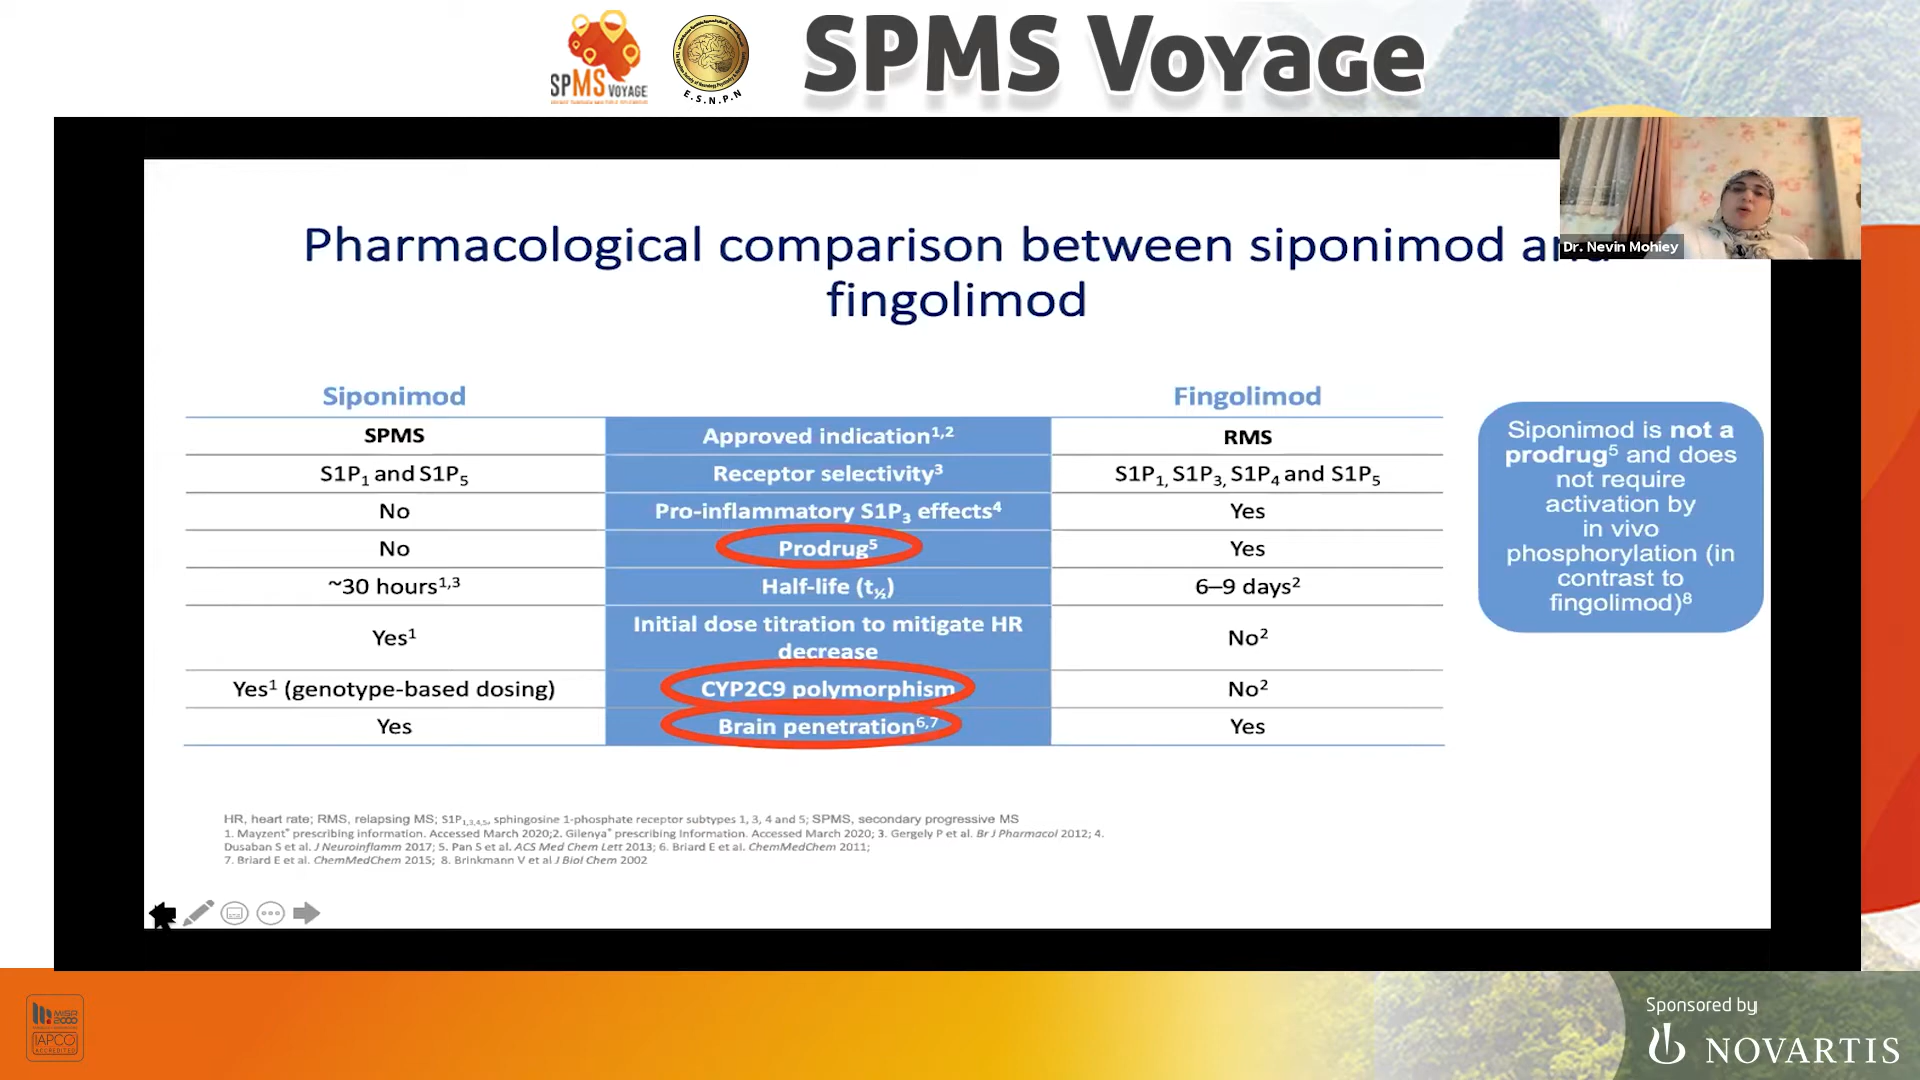 SPMS VOYAGE
E.S.N.P.N
SPMS Voyage
Dr. Nevin Mohiey
Pharmacological comparison between siponimod and
fingolimod
Siponimod
Fingolimod
SPMS Approved indication1,2 RMS
S1P1 and S1P5 Receptor selectivity3 S1P1, S1P3, S1P4 and S1P5
No Pro-inflammatory S1P3 effects4 Yes
No Prodrug5 Yes
~30 hours1,3 Half-life (t½) 6–9 days2
Yes1 Initial dose titration to mitigate HR
decrease No2
Yes1 (genotype-based dosing) CYP2C9 polymorphism No2
Yes Brain penetration6,7 Yes
Siponimod is not a
prodrug5 and does
not require
activation by
in vivo
phosphorylation (in
contrast to
fingolimod)8
HR, heart rate; RMS, relapsing MS; S1P1,3,4,5, sphingosine 1-phosphate receptor subtypes 1, 3, 4 and 5; SPMS, secondary progressive MS
1. Mayzent® prescribing information. Accessed March 2020;2. Gilenya® prescribing Information. Accessed March 2020; 3. Gergely P et al. Br J Pharmacol 2012; 4.
Dusaban S et al. J Neuroinflamm 2017; 5. Pan S et al. ACS Med Chem Lett 2013; 6. Briard E et al. ChemMedChem 2011;
7. Briard E et al. ChemMedChem 2015; 8. Brinkmann V et al J Biol Chem 2002
MISR
2000
IAPCO
ACCREDITED
Sponsored by
NOVARTIS